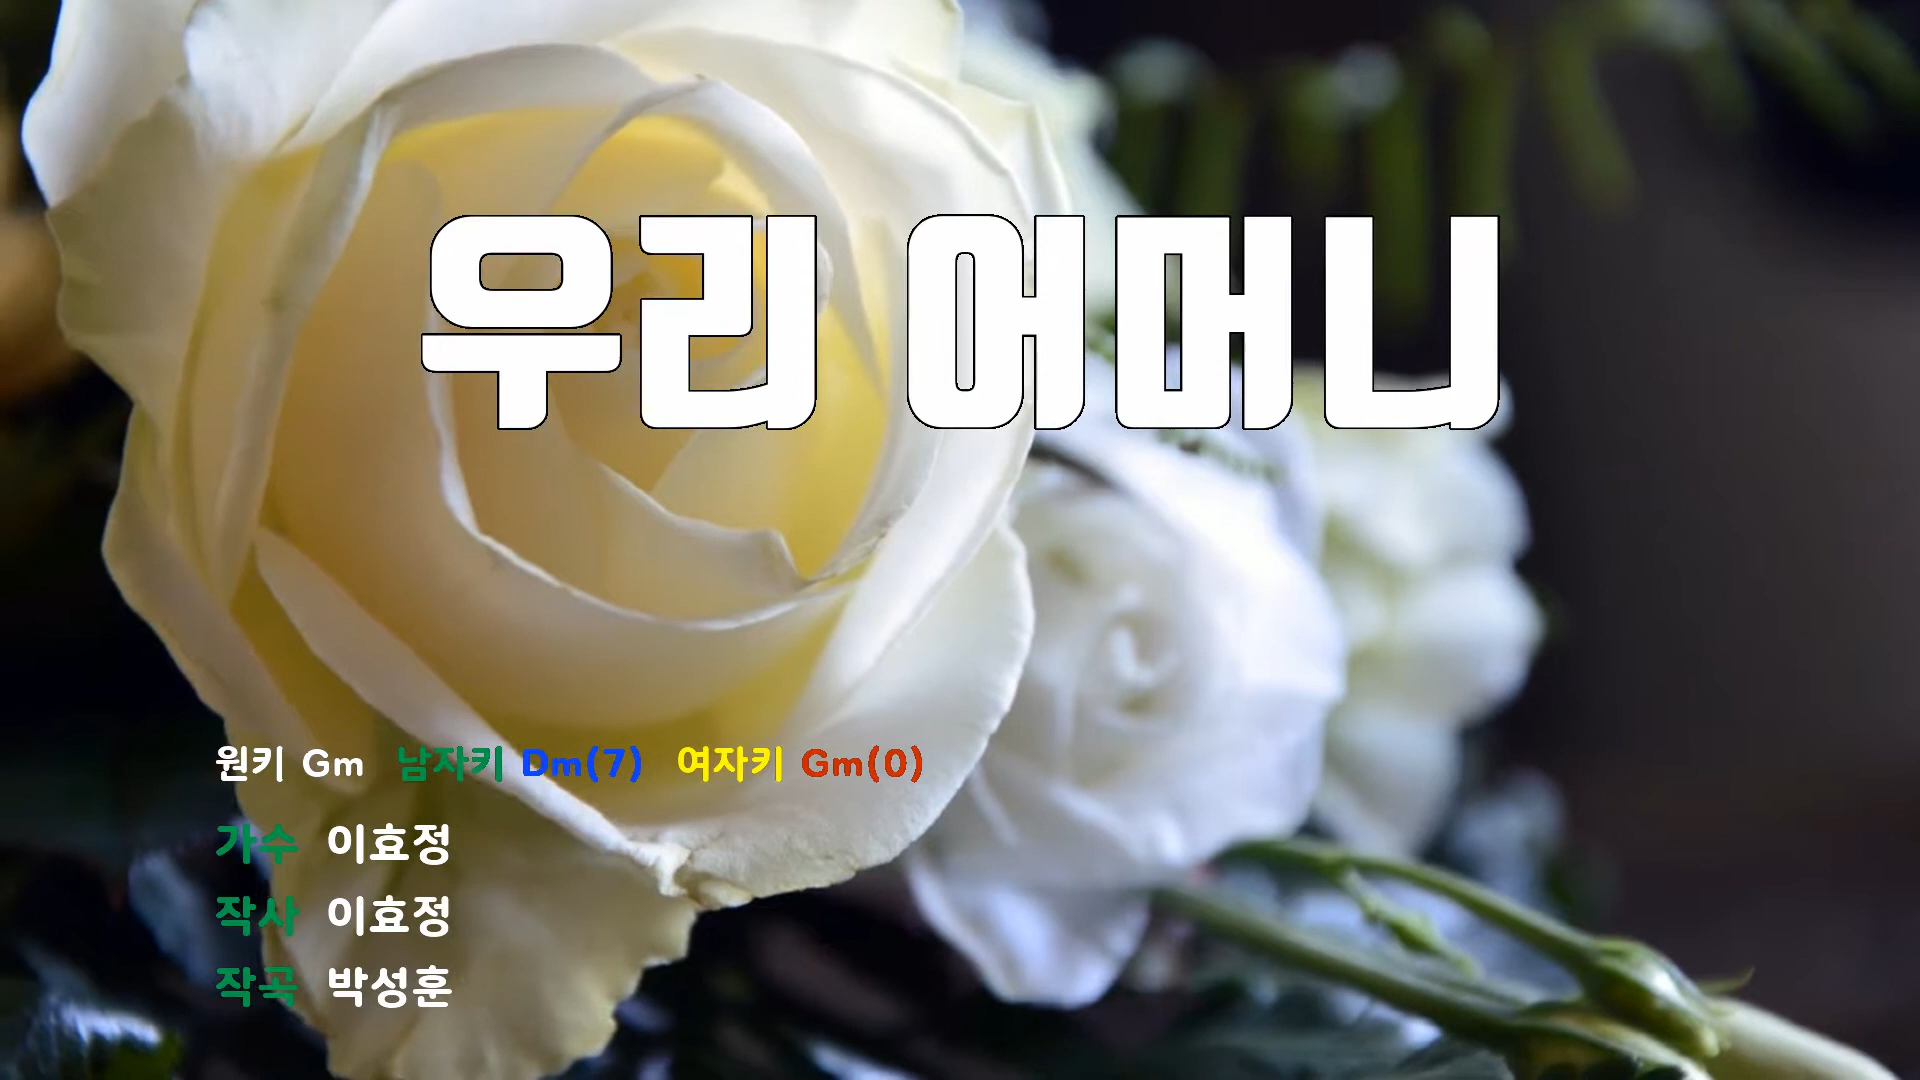 우리 어머니
원키 Gm 남자키 Dm(7) 여자키 Gm(0)
가수 이효정
작사 이효정
작곡 박성훈